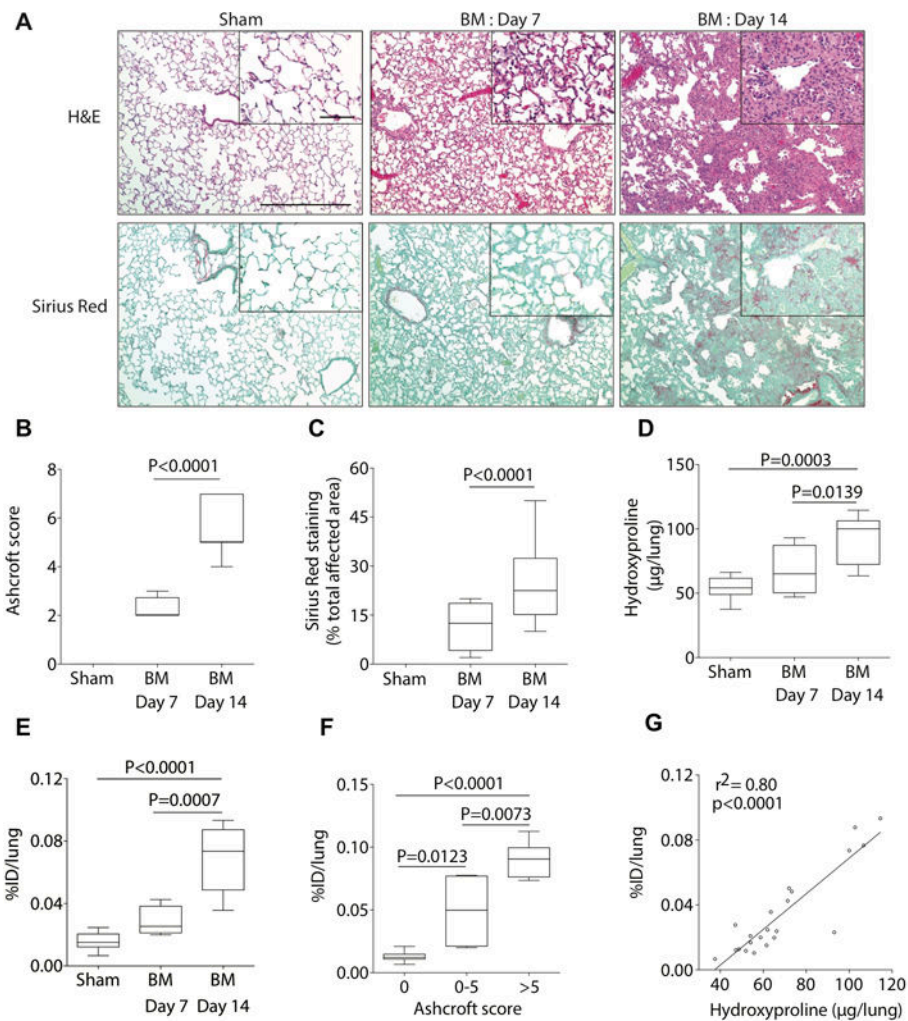 A
Sham
BM : Day 7
BM : Day 14
H&E
Sirius Red
B
P<0.0001
Ashcroft score
8
6
4
2
0
Sham
BM
Day 7
BM
Day 14
C
P<0.0001
Sirius Red staining
(% total affected area)
60
45
30
15
0
Sham
BM
Day 7
BM
Day 14
D
P=0.0003
P=0.0139
Hydroxyproline
(µg/lung)
150
100
50
0
Sham
BM
Day 7
BM
Day 14
E
P<0.0001
P=0.0007
%ID/lung
0.12
0.08
0.04
0.00
Sham
BM
Day 7
BM
Day 14
F
P<0.0001
P=0.0073
P=0.0123
%ID/lung
0.15
0.10
0.05
0.00
0
0-5
>5
Ashcroft score
G
r2= 0.80
p<0.0001
%ID/lung
0.12
0.08
0.04
0.00
40
60
80
100
120
Hydroxyproline (µg/lung)